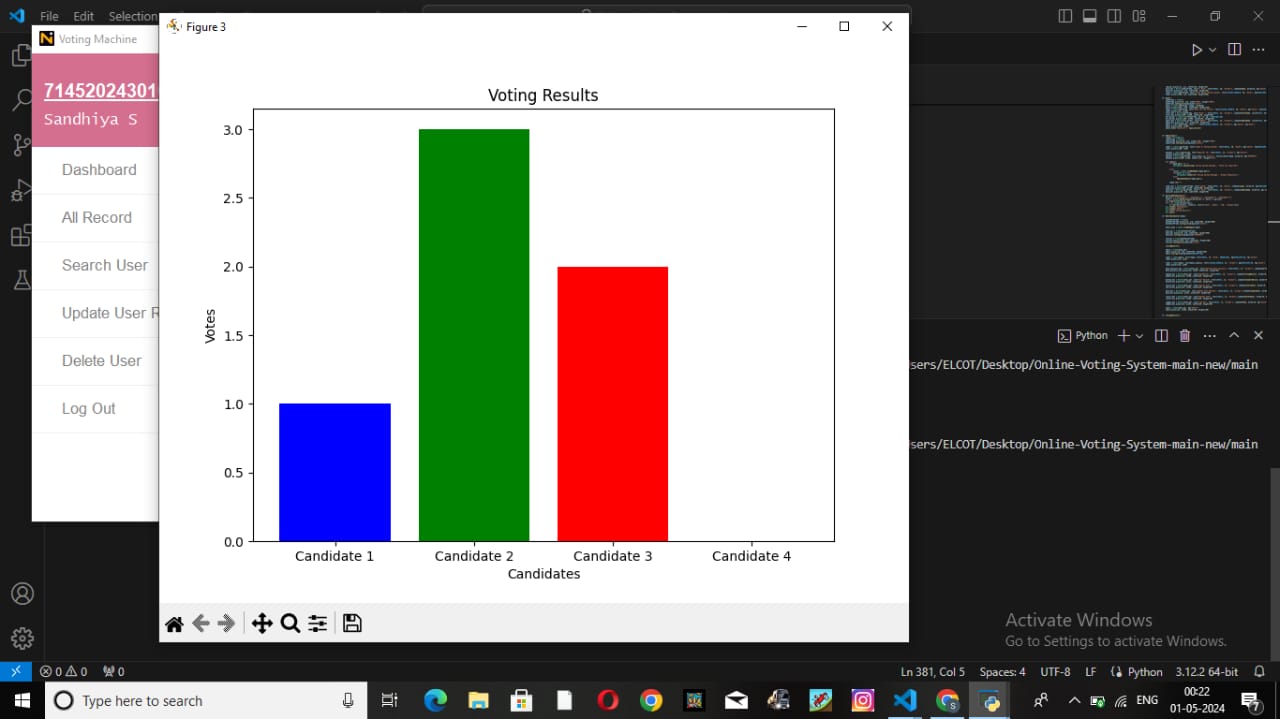 File Edit Selection
Voting Machine
Figure 3
714520243010
Sandhiya S
Dashboard
All Record
Search User
Update User R
Delete User
Log Out
Voting Results
Votes
3.0
2.5
2.0
1.5
1.0
0.5
0.0
Candidate 1 Candidate 2 Candidate 3 Candidate 4
Candidates
Python
sers/ELCOT/Desktop/Online-Voting-System-main-new/main
sers/ELCOT/Desktop/Online-Voting-System-main-new/main
Activate Windows
Go to Settings to activate Windows.
0 0 0 Ln 381, Col 5 Spaces: 4 UTF-8 LF Python 3.12.2 64-bit
Type here to search
ENG
00:22
01-05-2024
7